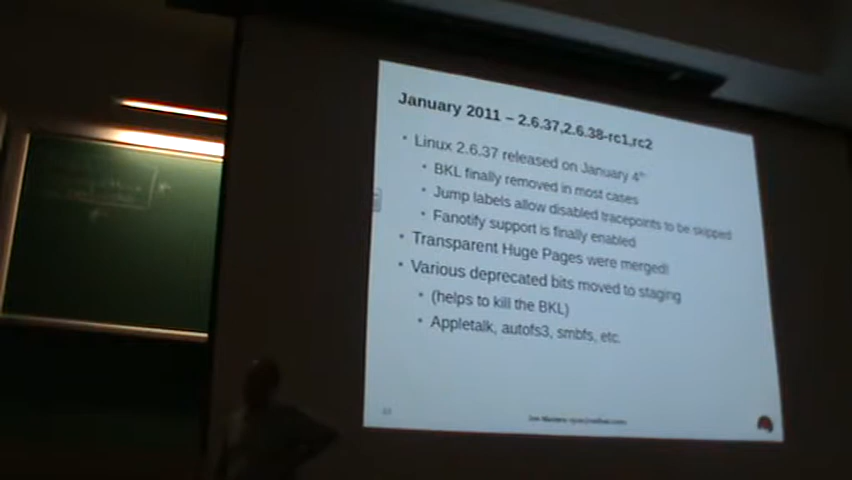 January 2011 – 2.6.37,2.6.38-rc1,rc2
• Linux 2.6.37 released on January 4th
• BKL finally removed in most cases
• Jump labels allow disabled tracepoints to be skipped
• Fanotify support is finally enabled
• Transparent Huge Pages were merged!
• Various deprecated bits moved to staging
• (helps to kill the BKL)
• Appletalk, autofs3, smbfs, etc.